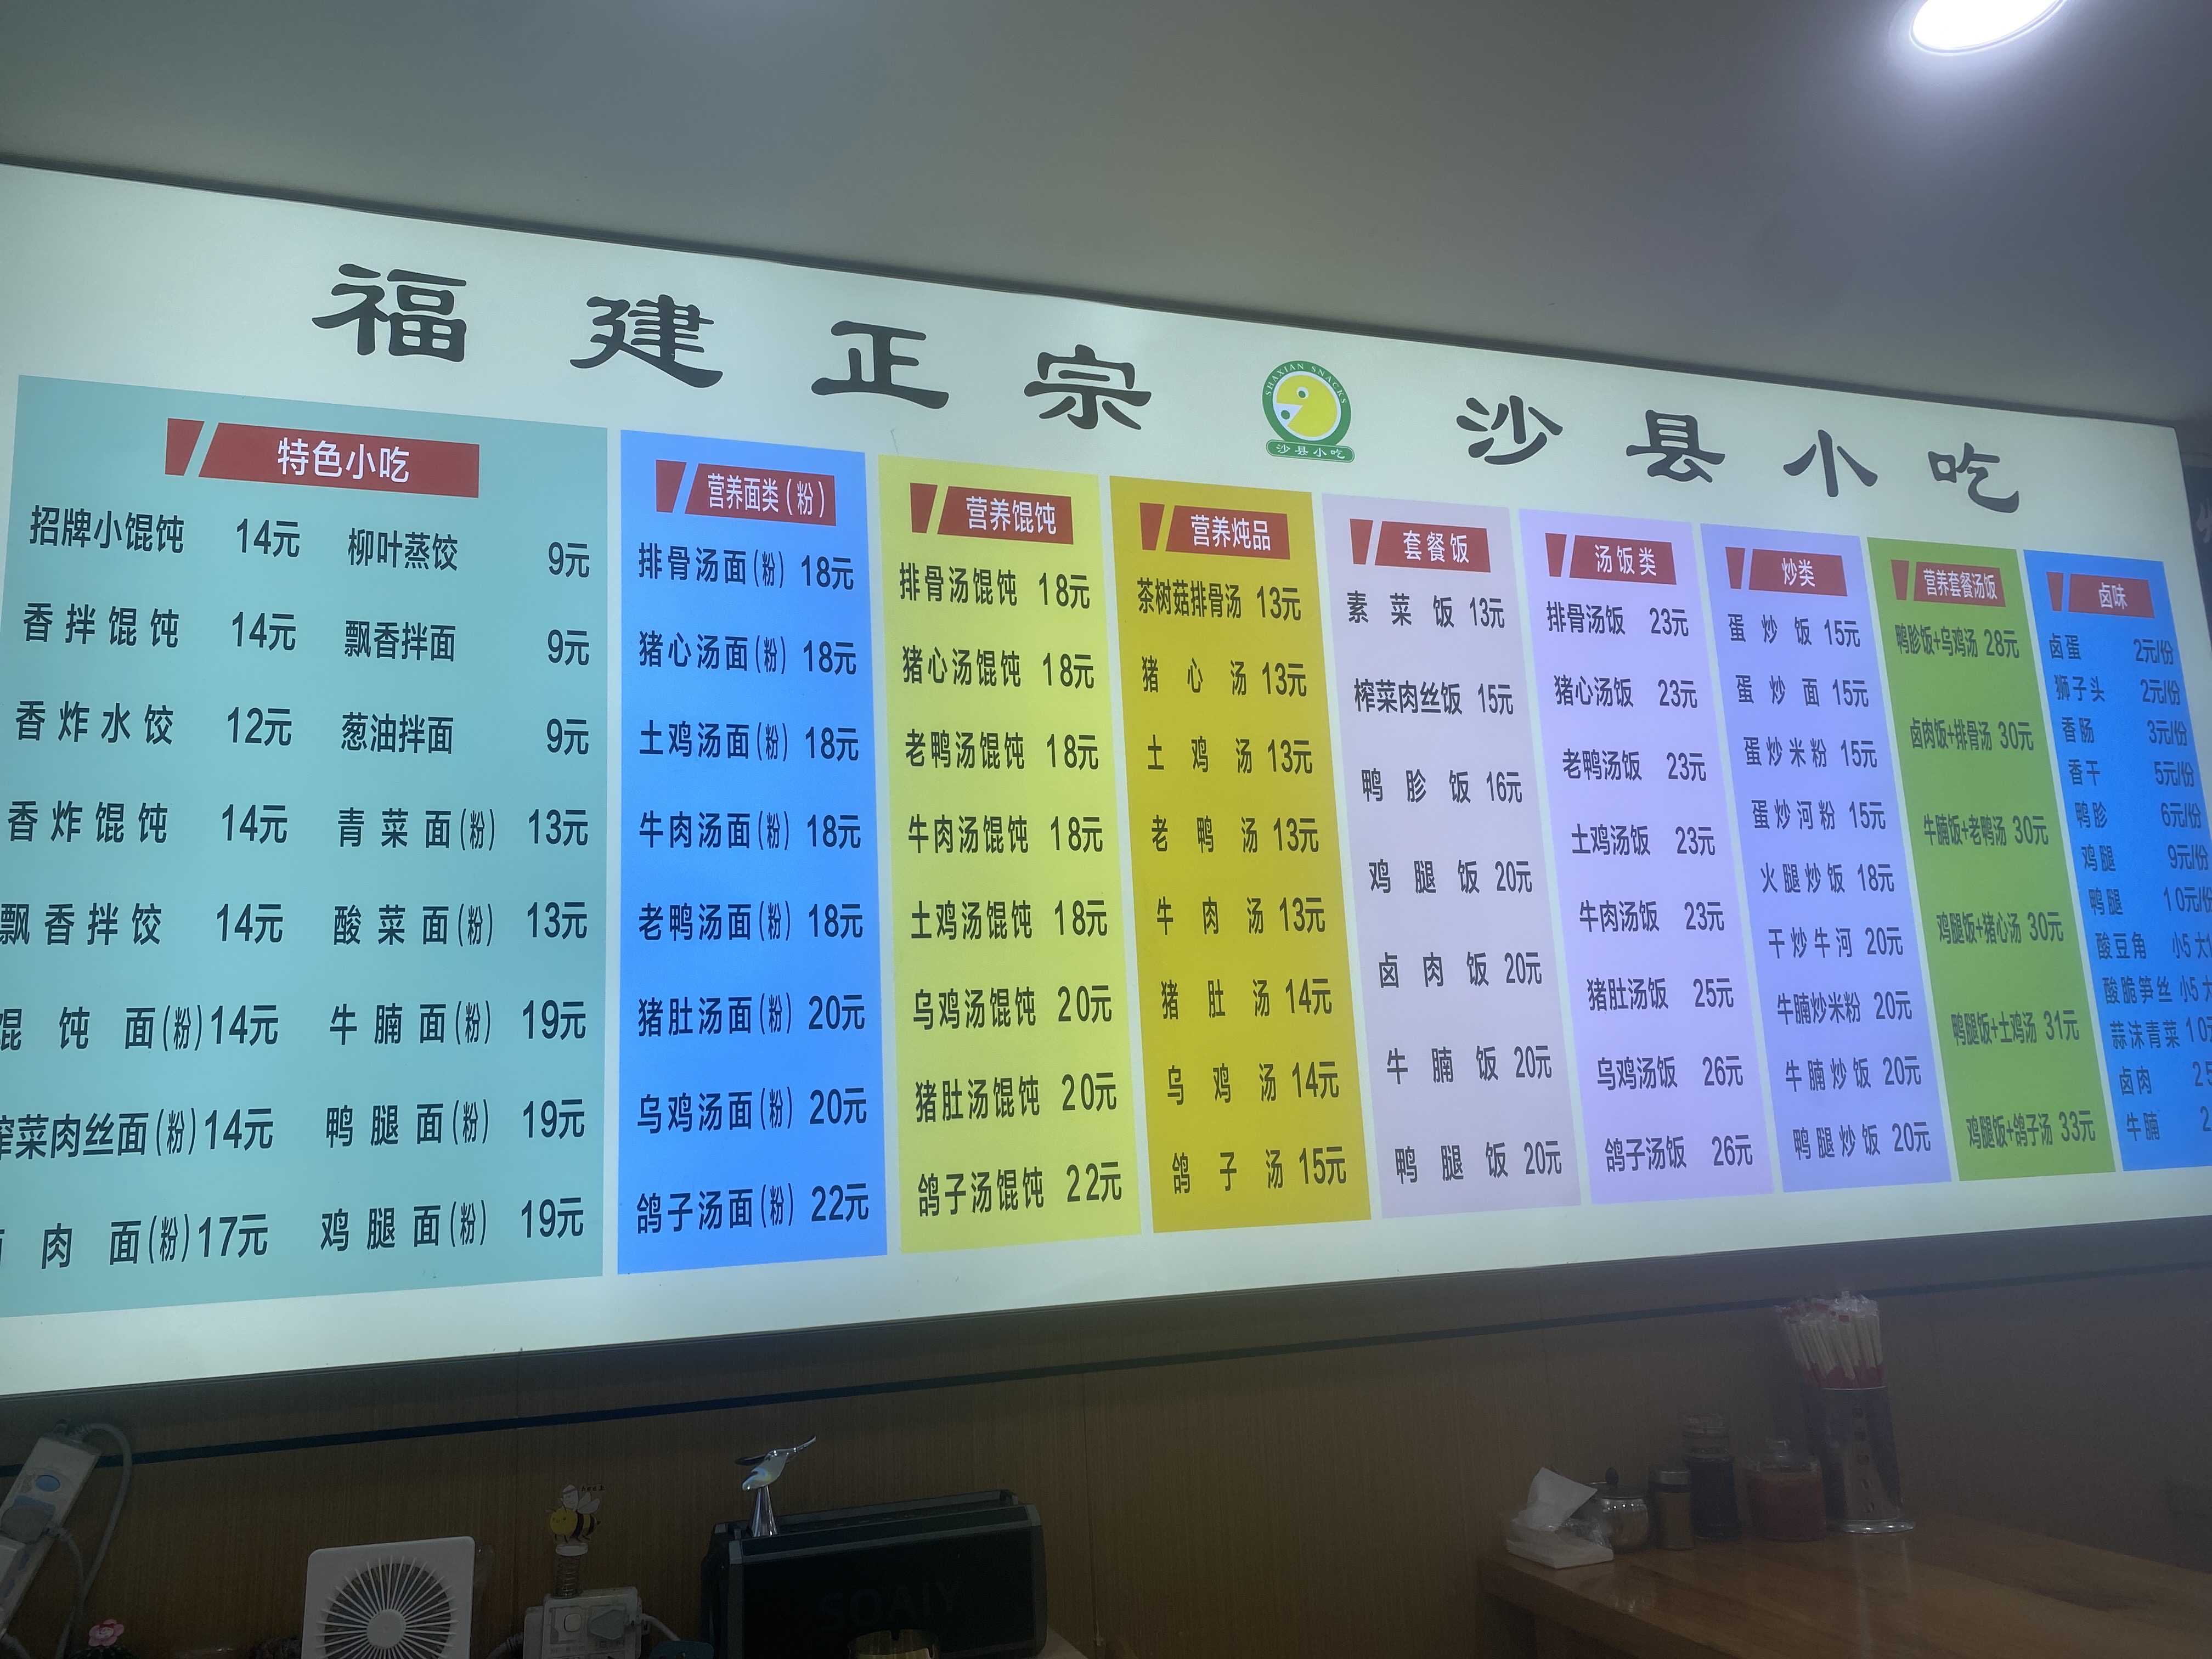 福建正宗 沙县小吃
SHAXIAN SNACKS
沙县小吃
特色小吃
招牌小馄饨 14元 柳叶蒸饺 9元
香拌馄饨 14元 飘香拌面 9元
香炸水饺 12元 葱油拌面 9元
香炸馄饨 14元 青菜面(粉) 13元
飘香拌饺 14元 酸菜面(粉) 13元
馄饨面(粉) 14元 牛腩面(粉) 19元
榨菜肉丝面(粉) 14元 鸭腿面(粉) 19元
肉面(粉) 17元 鸡腿面(粉) 19元
营养面类(粉)
排骨汤面(粉) 18元
猪心汤面(粉) 18元
土鸡汤面(粉) 18元
牛肉汤面(粉) 18元
老鸭汤面(粉) 18元
猪肚汤面(粉) 20元
乌鸡汤面(粉) 20元
鸽子汤面(粉) 22元
营养馄饨
排骨汤馄饨 18元
猪心汤馄饨 18元
老鸭汤馄饨 18元
牛肉汤馄饨 18元
土鸡汤馄饨 18元
乌鸡汤馄饨 20元
猪肚汤馄饨 20元
鸽子汤馄饨 22元
营养炖品
茶树菇排骨汤 13元
猪心汤 13元
土鸡汤 13元
老鸭汤 13元
牛肉汤 13元
猪肚汤 14元
乌鸡汤 14元
鸽子汤 15元
套餐饭
素菜饭 13元
榨菜肉丝饭 15元
鸭胗饭 16元
鸡腿饭 20元
卤肉饭 20元
牛腩饭 20元
鸭腿饭 20元
汤饭类
排骨汤饭 23元
猪心汤饭 23元
老鸭汤饭 23元
土鸡汤饭 23元
牛肉汤饭 23元
猪肚汤饭 25元
乌鸡汤饭 26元
鸽子汤饭 26元
炒类
蛋炒饭 15元
蛋炒面 15元
蛋炒米粉 15元
蛋炒河粉 15元
火腿炒饭 18元
干炒牛河 20元
牛腩炒米粉 20元
牛腩炒饭 20元
鸭腿炒饭 20元
营养套餐汤饭
鸭胗饭+乌鸡汤 28元
卤肉饭+排骨汤 30元
牛腩饭+老鸭汤 30元
鸡腿饭+猪心汤 30元
鸭腿饭+土鸡汤 31元
鸡腿饭+鸽子汤 33元
卤味
卤蛋 2元/份
狮子头 2元/份
香肠 3元/份
香干 5元/份
鸭胗 6元/份
鸡腿 9元/份
鸭腿 10元/份
酸豆角 小5 大
酸脆笋丝 小5 大
蒜沫青菜 10元
卤肉
牛腩
SOAIY